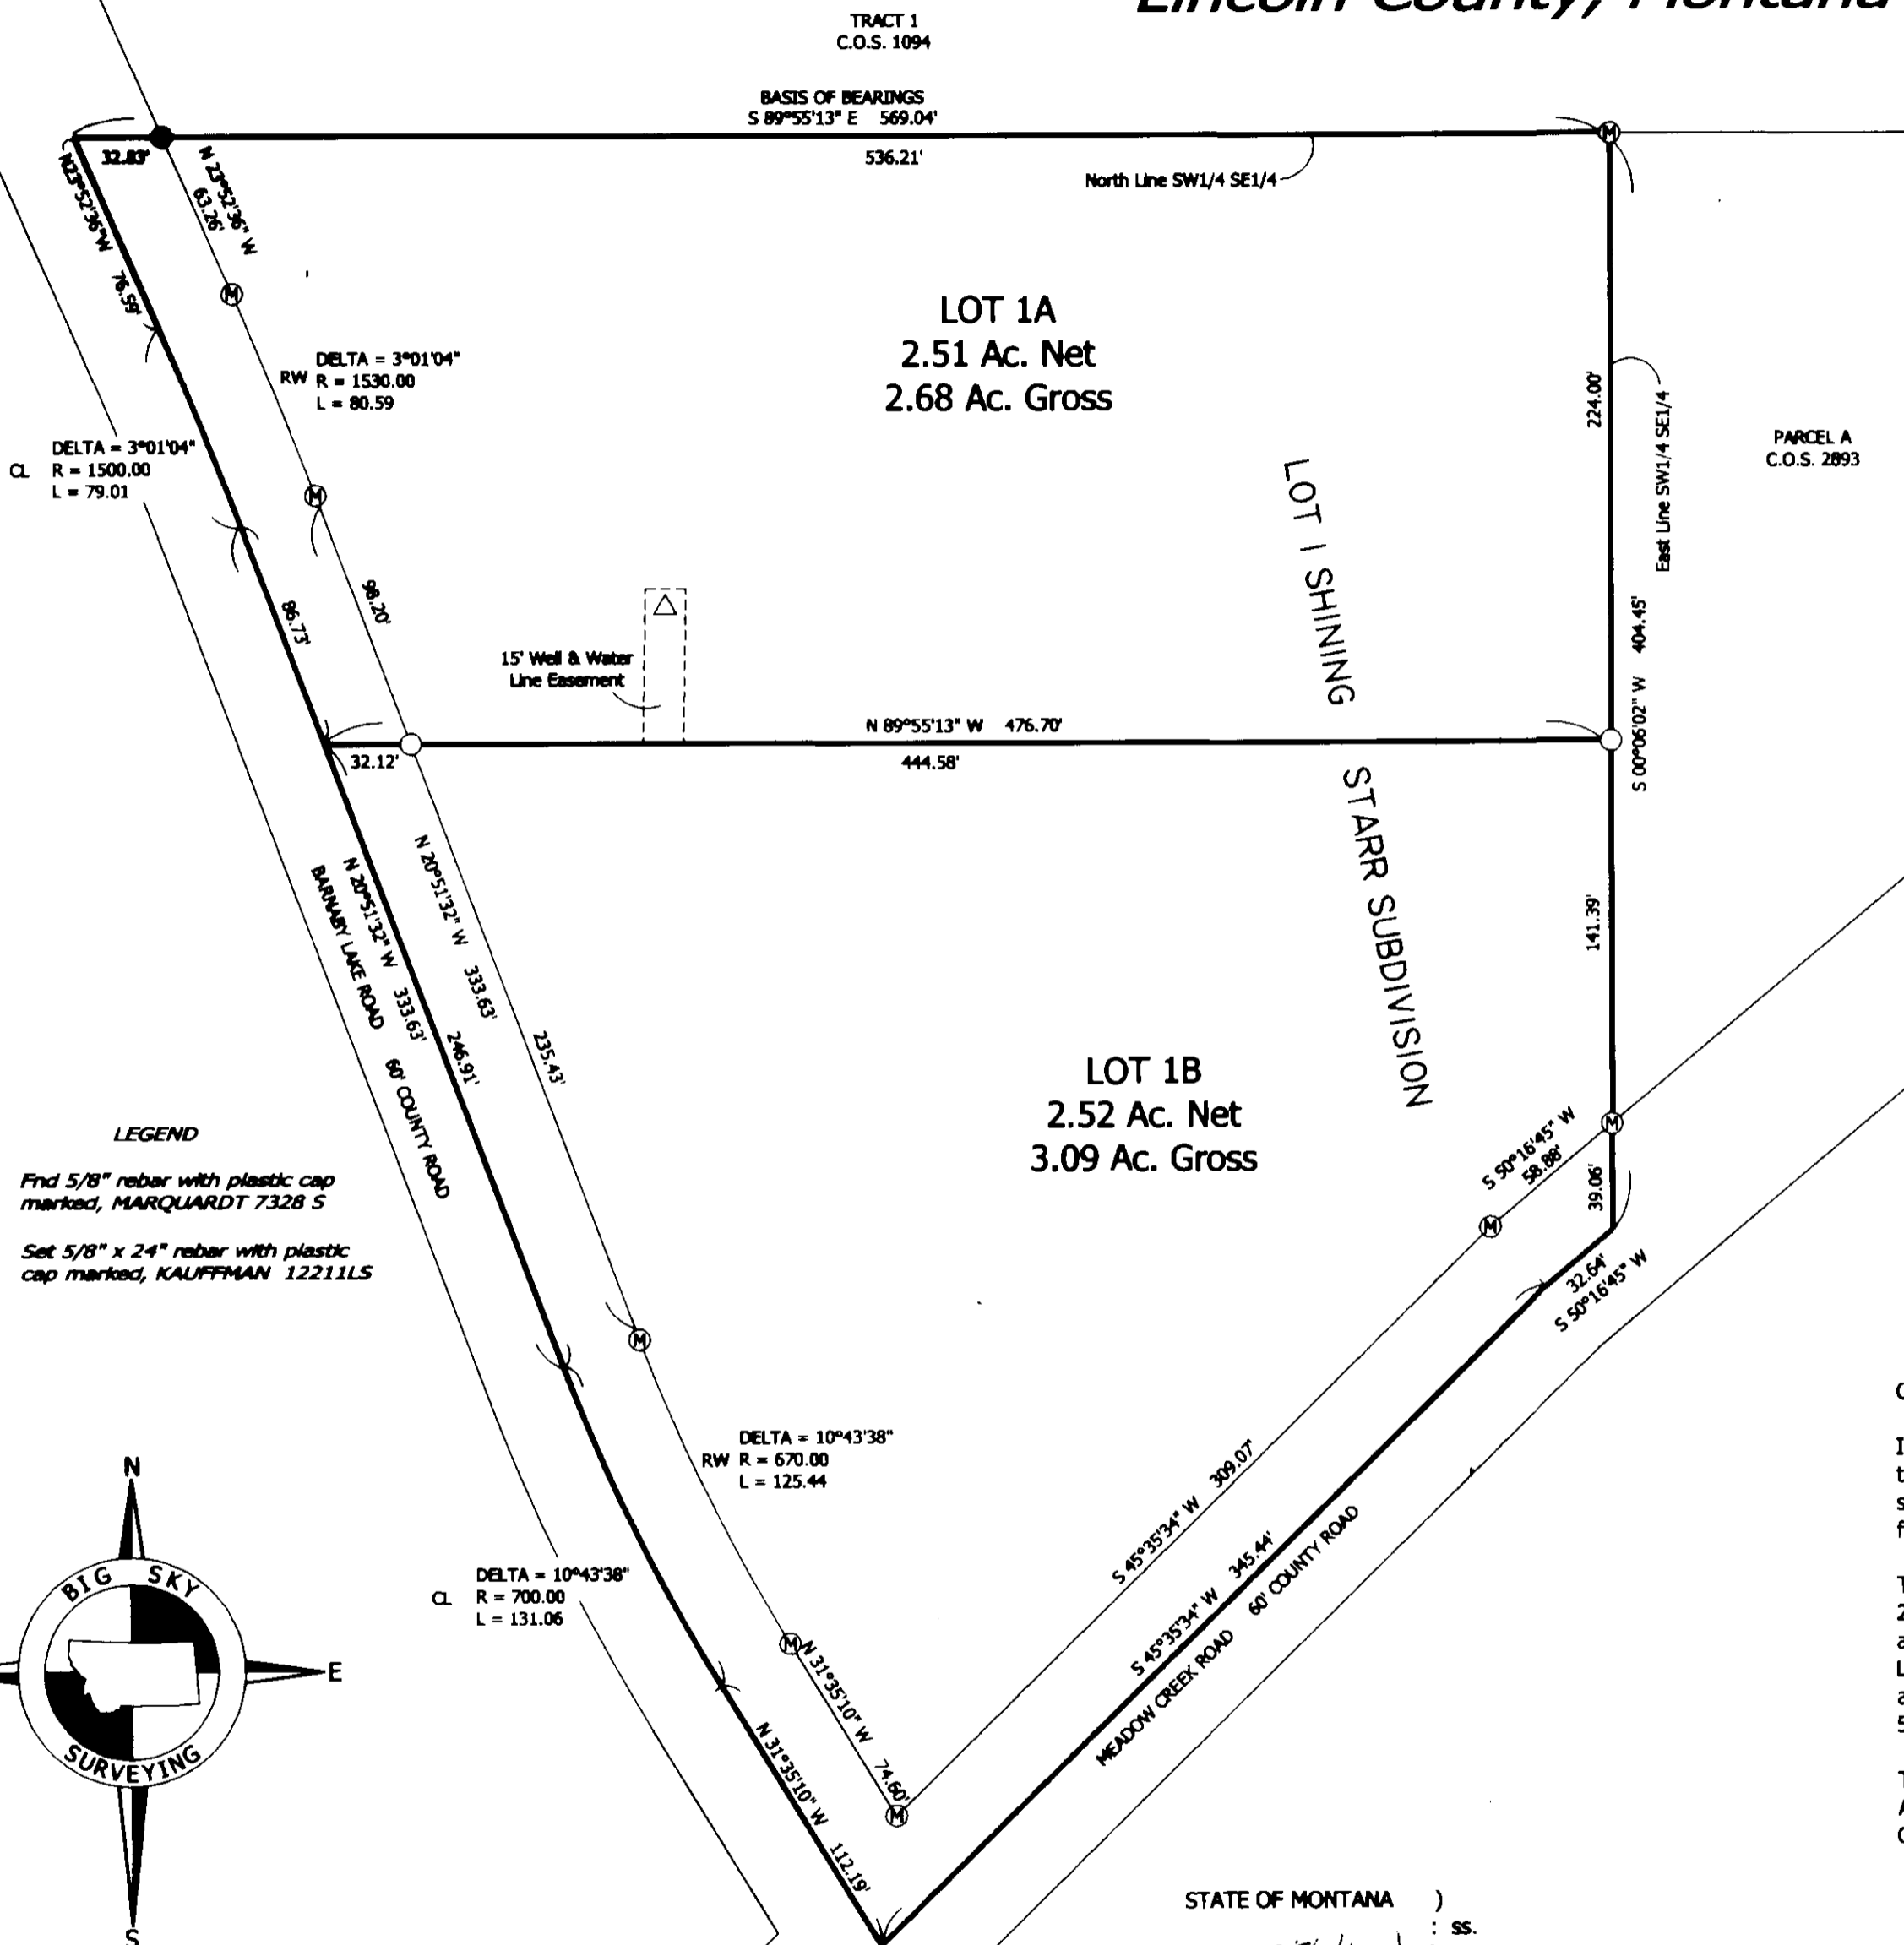 Lincoln County, Montana
TRACT 1
C.O.S. 1094
BASIS OF BEARINGS
S 89°55'13" E 569.04'
32.83'
536.21'
North Line SW1/4 SE1/4
N23°52'36"W 76.59'
N 23°52'36" W
63.26'
LOT 1A
2.51 Ac. Net
2.68 Ac. Gross
DELTA = 3°01'04"
RW R = 1530.00
L = 80.59
DELTA = 3°01'04"
CL R = 1500.00
L = 79.01
224.00'
East Line SW1/4 SE1/4
PARCEL A
C.O.S. 2893
LOT 1 SHINING STARR SUBDIVISION
86.73'
98.20'
15' Well & Water
Line Easement
S 00°06'02" W 404.45'
N 89°55'13" W 476.70'
32.12'
444.58'
N 20°51'32" W 333.63'
235.43'
N 20°51'32" W 333.63'
246.91'
BARNABY LAKE ROAD 60' COUNTY ROAD
141.39'
LOT 1B
2.52 Ac. Net
3.09 Ac. Gross
LEGEND
Fnd 5/8" rebar with plastic cap
marked, MARQUARDT 7328 S
Set 5/8" x 24" rebar with plastic
cap marked, KAUFFMAN 12211LS
S 50°16'45" W
58.88'
39.06'
32.64'
S 50°16'45" W
DELTA = 10°43'38"
RW R = 670.00
L = 125.44
DELTA = 10°43'38"
CL R = 700.00
L = 131.06
S 45°35'34" W 309.07'
S 45°35'34" W 345.44'
MEADOW CREEK ROAD 60' COUNTY ROAD
N 31°35'10" W 74.60'
N 31°35'10" W 112.19'
N
BIG SKY
E
SURVEYING
S
M
M
M
M
M
M
M
M
STATE OF MONTANA )
: ss.